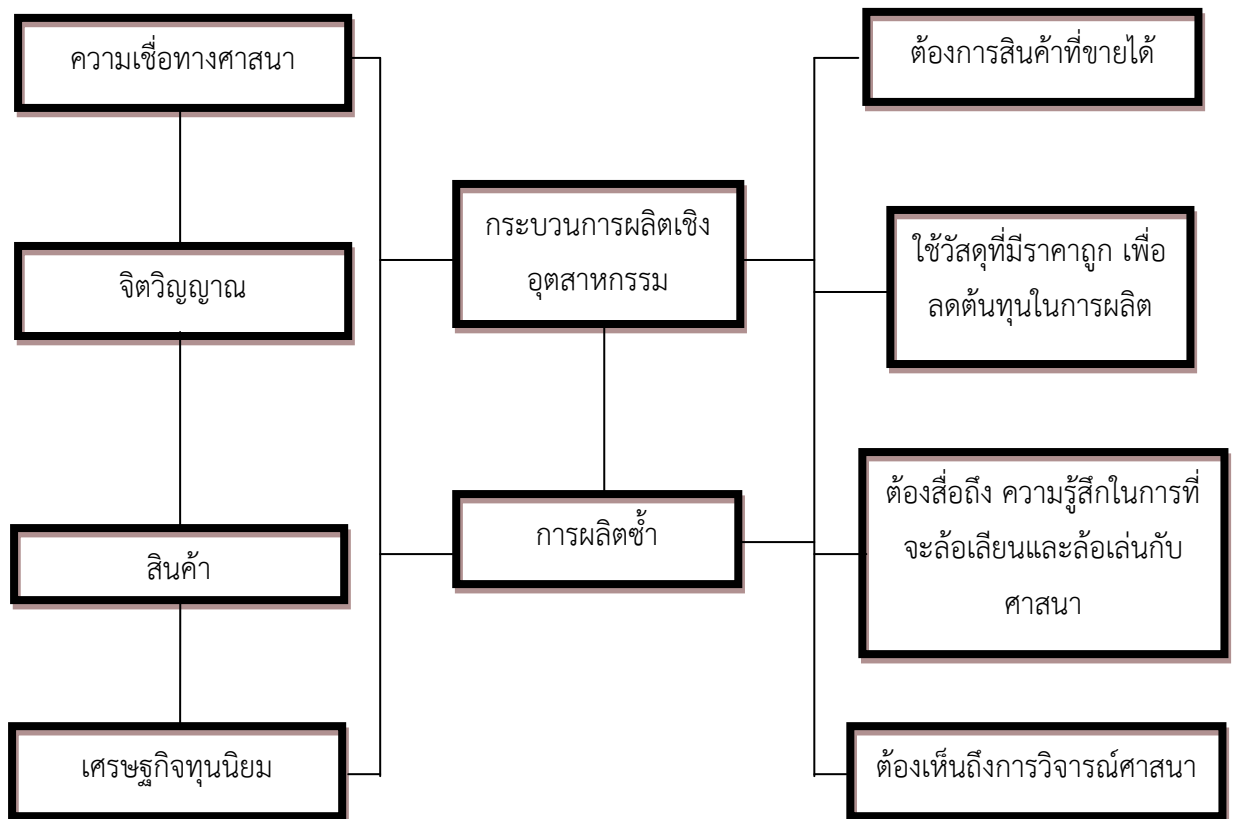 ความเชื่อทางศาสนา
จิตวิญญาณ
สินค้า
เศรษฐกิจทุนนิยม
กระบวนการผลิตเชิง
อุตสาหกรรม
การผลิตซ้ำ
ต้องการสินค้าที่ขายได้
ใช้วัสดุที่มีราคาถูก เพื่อ
ลดต้นทุนในการผลิต
ต้องสื่อถึง ความรู้สึกในการที่
จะล้อเลียนและล้อเล่นกับ
ศาสนา
ต้องเห็นถึงการวิจารณ์ศาสนา